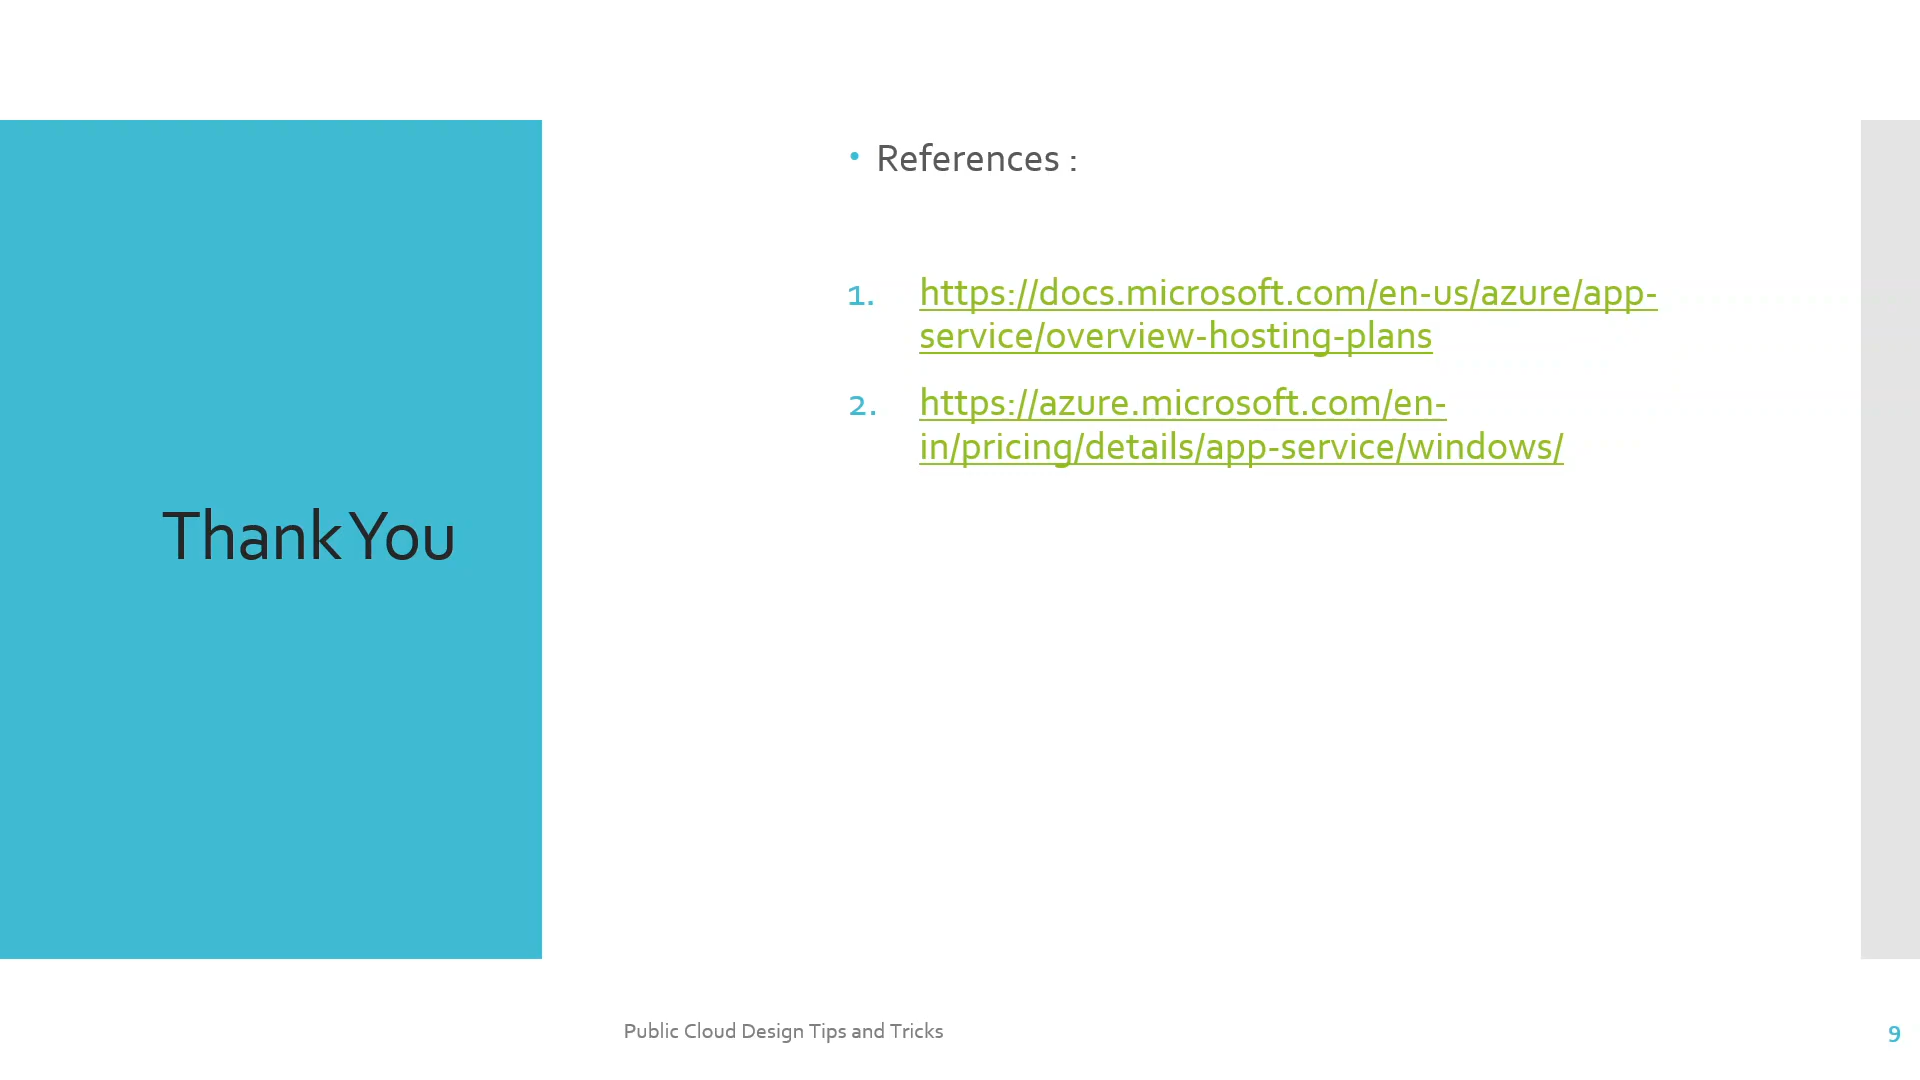 Thank You
• References :
1. https://docs.microsoft.com/en-us/azure/app-
service/overview-hosting-plans
2. https://azure.microsoft.com/en-
in/pricing/details/app-service/windows/
Public Cloud Design Tips and Tricks
9